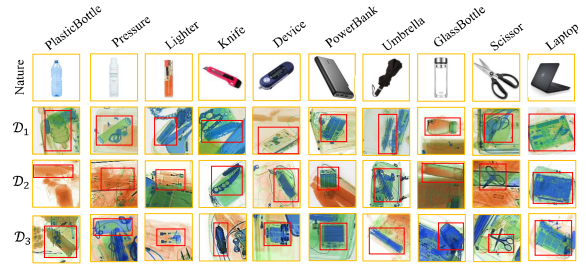 PlasticBottle Pressure Lighter Knife Device PowerBank Umbrella GlassBottle Scissor Laptop
Nature
𝒟₁
𝒟₂
𝒟₃